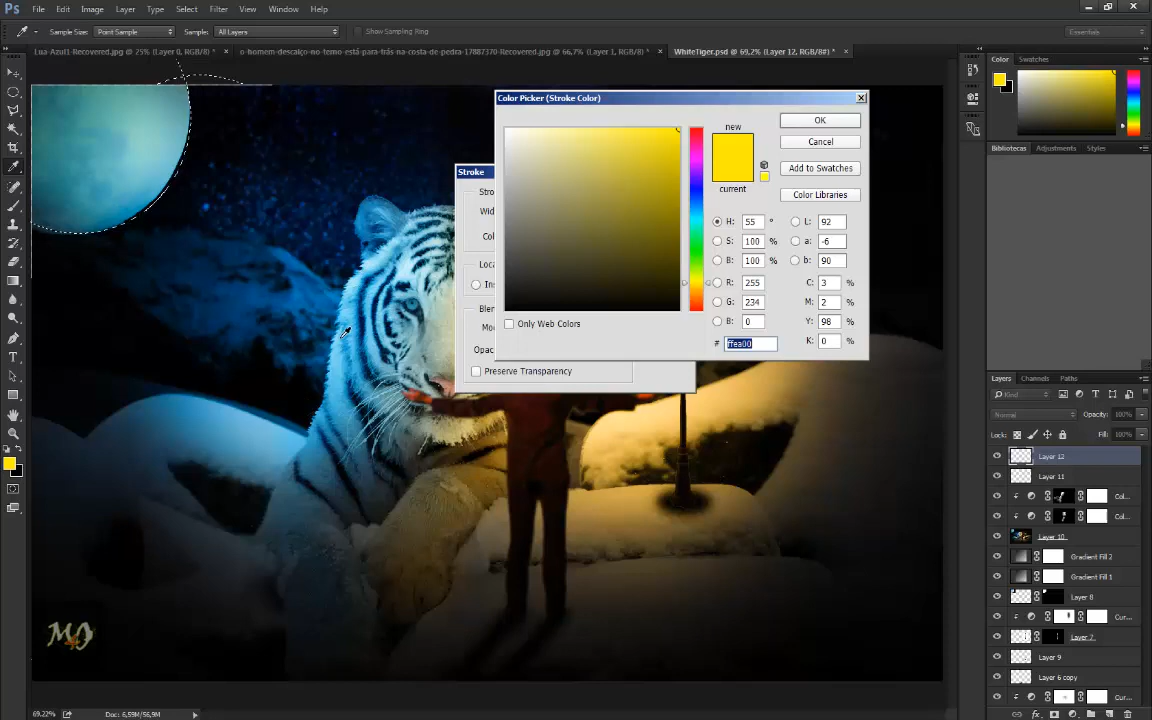 Ps File Edit Image Layer Type Select Filter View Window Help
Sample Size: Point Sample Sample: All Layers Show Sampling Ring Essentials
Lua-Azul1-Recovered.jpg @ 25% (Layer 0, RGB/8) * × o-homem-descalço-no-terno-está-para-trás-na-costa-de-pedra-17887370-Recovered.jpg @ 66,7% (Layer 1, RGB/8) * × WhiteTiger.psd @ 69,2% (Layer 12, RGB/8#) * ×
Color Swatches
Color Picker (Stroke Color)
new
OK
Cancel
Add to Swatches
current
Color Libraries
Bibliotecas Adjustments Styles
Stroke
Stro
Wid
Col
Loca
Ins
Blen
Mod
Opac
Preserve Transparency
H: 55 ° L: 92
S: 100 % a: -6
B: 100 % b: 90
R: 255 C: 3 %
G: 234 M: 2 %
B: 0 Y: 98 %
# ffea00 K: 0 %
Only Web Colors
Layers Channels Paths
Kind
Normal Opacity: 100%
Lock: Fill: 100%
Layer 12
Layer 11
Col...
Col...
Layer 10
Gradient Fill 2
Gradient Fill 1
Layer 8
Cur...
Layer 7
Layer 9
Layer 6 copy
Cur...
69,22% Doc: 6,59M/56,9M